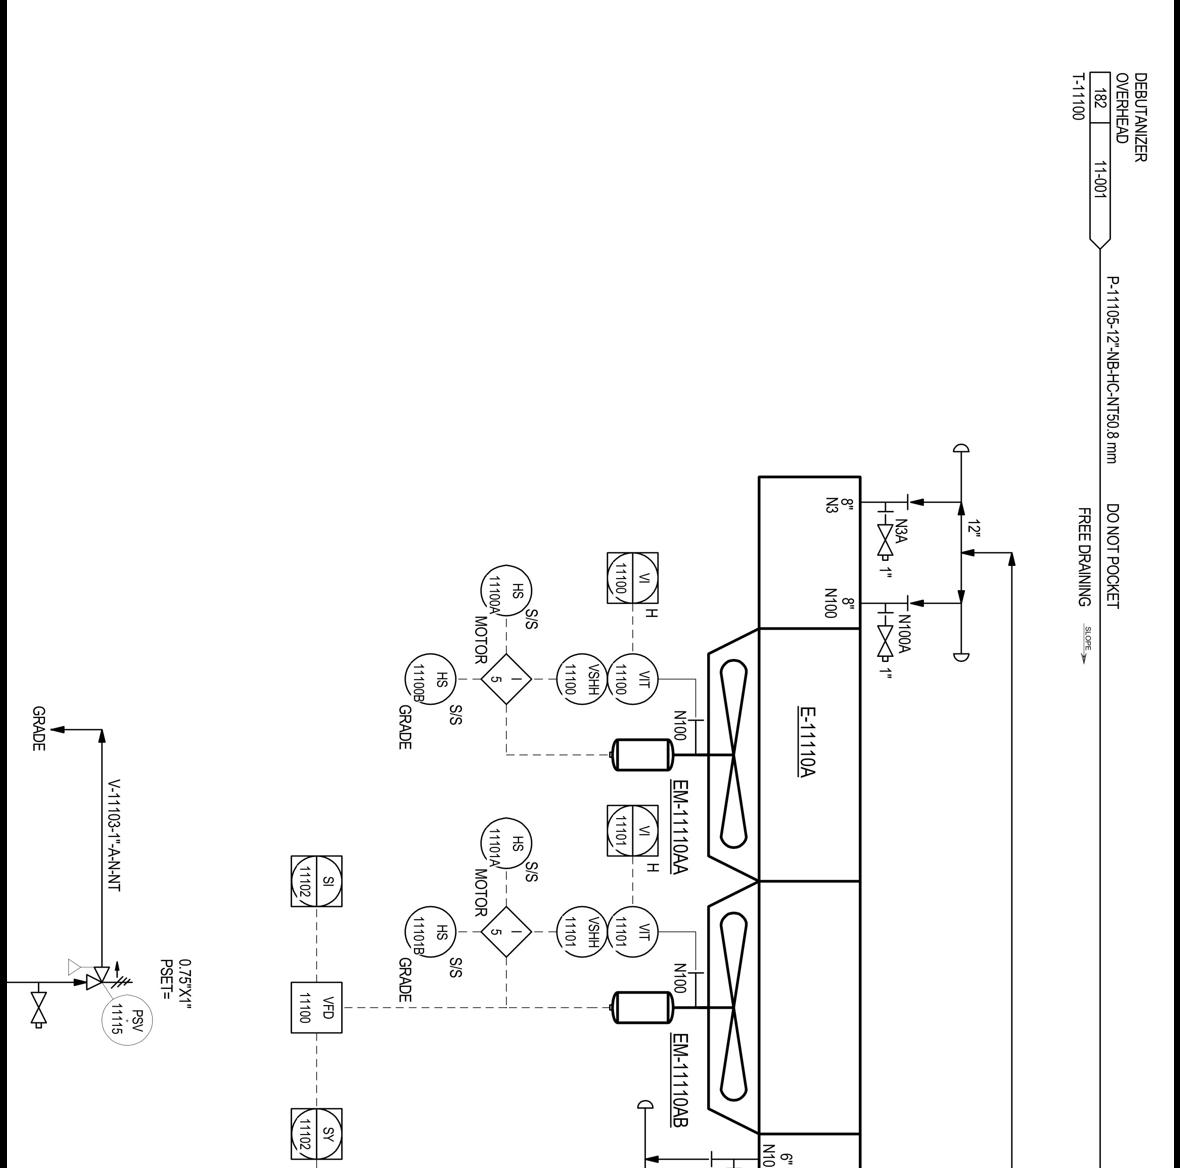 DEBUTANIZER
OVERHEAD
182
11-001
T-11100
P-11105-12"-NB-HC-NT50.8 mm
DO NOT POCKET
FREE DRAINING
SLOPE
12"
N3A
1"
8"
N3
N100A
1"
8"
N100
E-11110A
VI
11100
H
VIT
11100
VSHH
11100
N100
HS
11100A
S/S
MOTOR
I
5
HS
11100B
S/S
GRADE
EM-11110AA
VI
11101
H
VIT
11101
VSHH
11101
N100
HS
11101A
S/S
MOTOR
I
5
HS
11101B
S/S
GRADE
EM-11110AB
6"
N10
SI
11102
VFD
11100
SY
11102
0.75"X1"
PSET=
PSV
11115
V-11103-1"-A-N-NT
GRADE